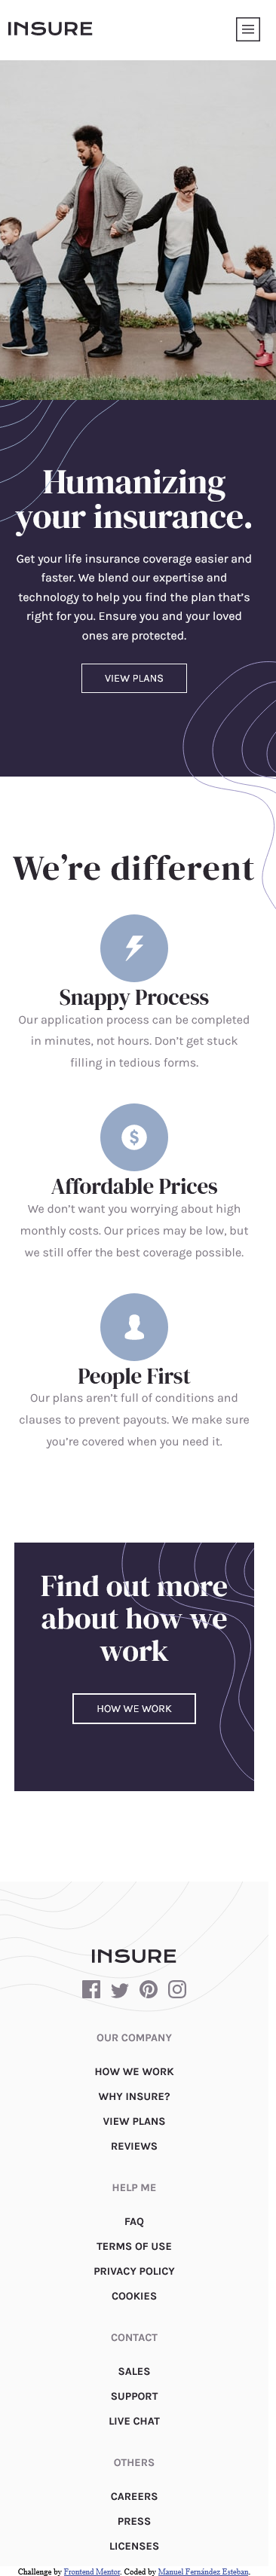 INSURE
Humanizing
your insurance.
Get your life insurance coverage easier and
faster. We blend our expertise and
technology to help you find the plan that’s
right for you. Ensure you and your loved
ones are protected.
VIEW PLANS
We’re different
Snappy Process
Our application process can be completed
in minutes, not hours. Don’t get stuck
filling in tedious forms.
Affordable Prices
We don’t want you worrying about high
monthly costs. Our prices may be low, but
we still offer the best coverage possible.
People First
Our plans aren’t full of conditions and
clauses to prevent payouts. We make sure
you’re covered when you need it.
Find out more
about how we
work
HOW WE WORK
INSURE
OUR COMPANY
HOW WE WORK
WHY INSURE?
VIEW PLANS
REVIEWS
HELP ME
FAQ
TERMS OF USE
PRIVACY POLICY
COOKIES
CONTACT
SALES
SUPPORT
LIVE CHAT
OTHERS
CAREERS
PRESS
LICENSES
Challenge by Frontend Mentor. Coded by Manuel Fernández Esteban.